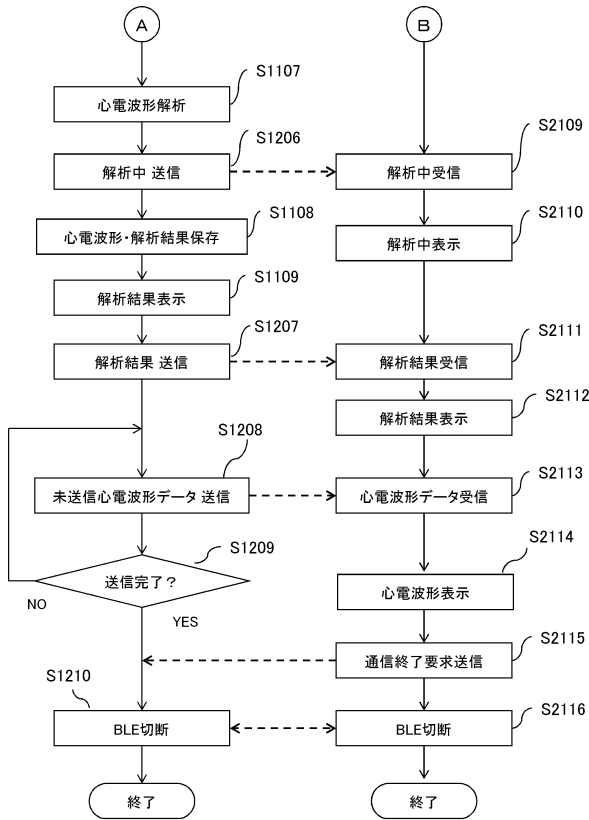 A
B
S1107
心電波形解析
S1206
解析中 送信
S2109
解析中受信
S1108
心電波形・解析結果保存
S2110
解析中表示
S1109
解析結果表示
S1207
解析結果 送信
S2111
解析結果受信
S2112
解析結果表示
S1208
未送信心電波形データ 送信
S2113
心電波形データ受信
S1209
送信完了？
NO
YES
S2114
心電波形表示
S2115
通信終了要求送信
S1210
BLE切断
S2116
BLE切断
終了
終了